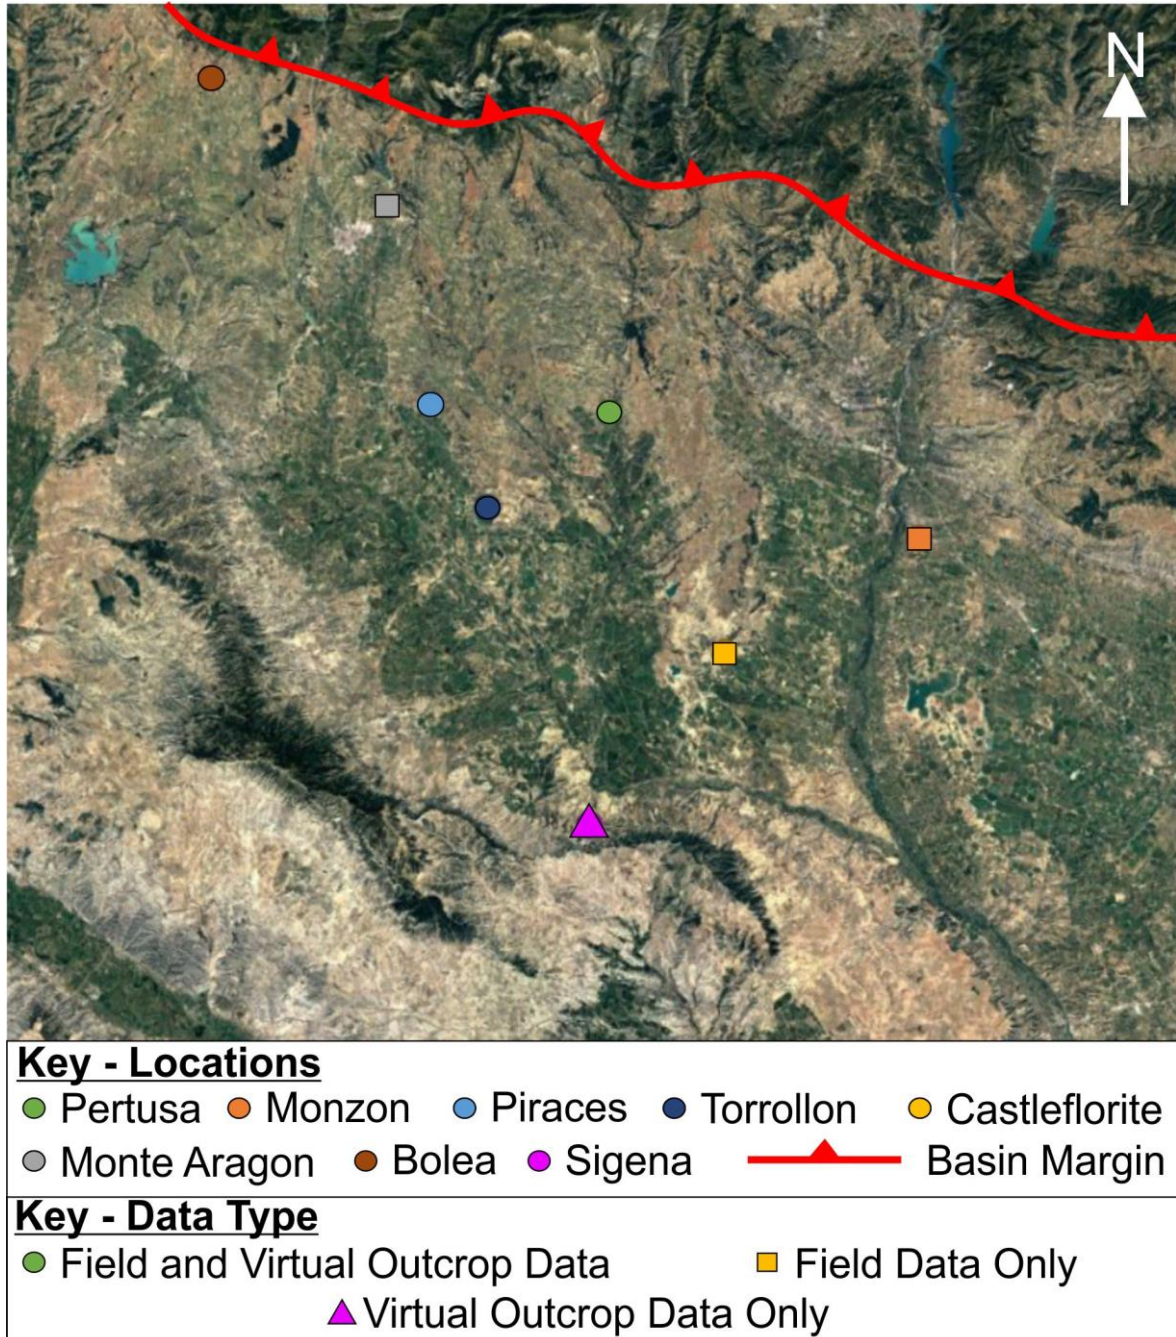 N
Key - Locations
Pertusa Monzon Piraces Torrollon Castleflorite
Monte Aragon Bolea Sigena Basin Margin
Key - Data Type
Field and Virtual Outcrop Data Field Data Only
Virtual Outcrop Data Only